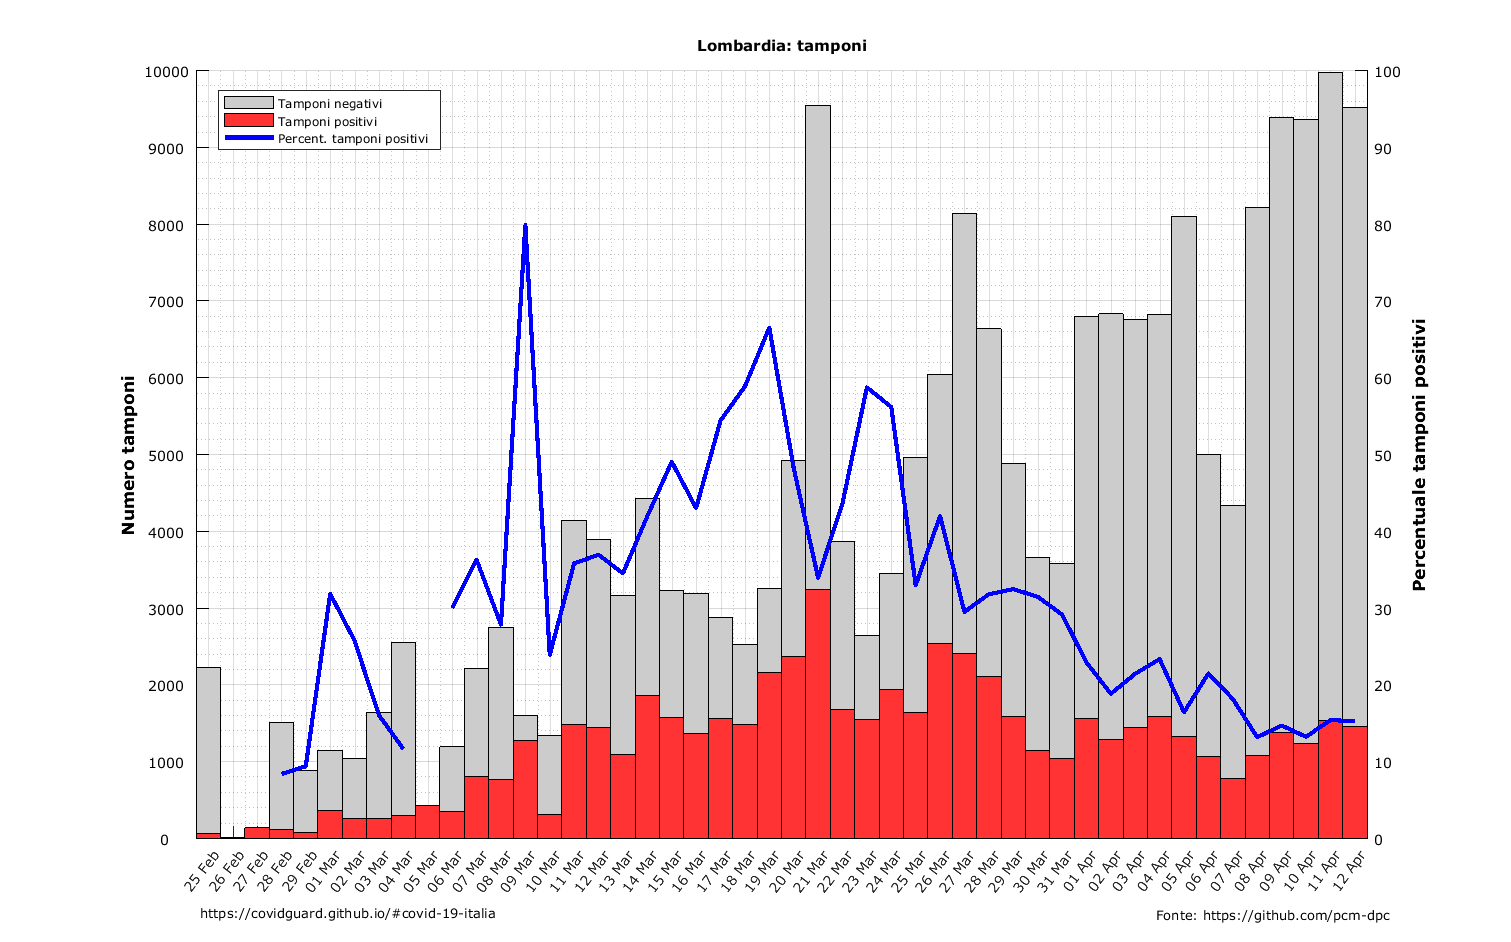 Lombardia: tamponi
Tamponi negativi
Tamponi positivi
Percent. tamponi positivi
Numero tamponi
10000
9000
8000
7000
6000
5000
4000
3000
2000
1000
0
Percentuale tamponi positivi
100
90
80
70
60
50
40
30
20
10
0
25 Feb
26 Feb
27 Feb
28 Feb
29 Feb
01 Mar
02 Mar
03 Mar
04 Mar
05 Mar
06 Mar
07 Mar
08 Mar
09 Mar
10 Mar
11 Mar
12 Mar
13 Mar
14 Mar
15 Mar
16 Mar
17 Mar
18 Mar
19 Mar
20 Mar
21 Mar
22 Mar
23 Mar
24 Mar
25 Mar
26 Mar
27 Mar
28 Mar
29 Mar
30 Mar
31 Mar
01 Apr
02 Apr
03 Apr
04 Apr
05 Apr
06 Apr
07 Apr
08 Apr
09 Apr
10 Apr
11 Apr
12 Apr
https://covidguard.github.io/#covid-19-italia
Fonte: https://github.com/pcm-dpc